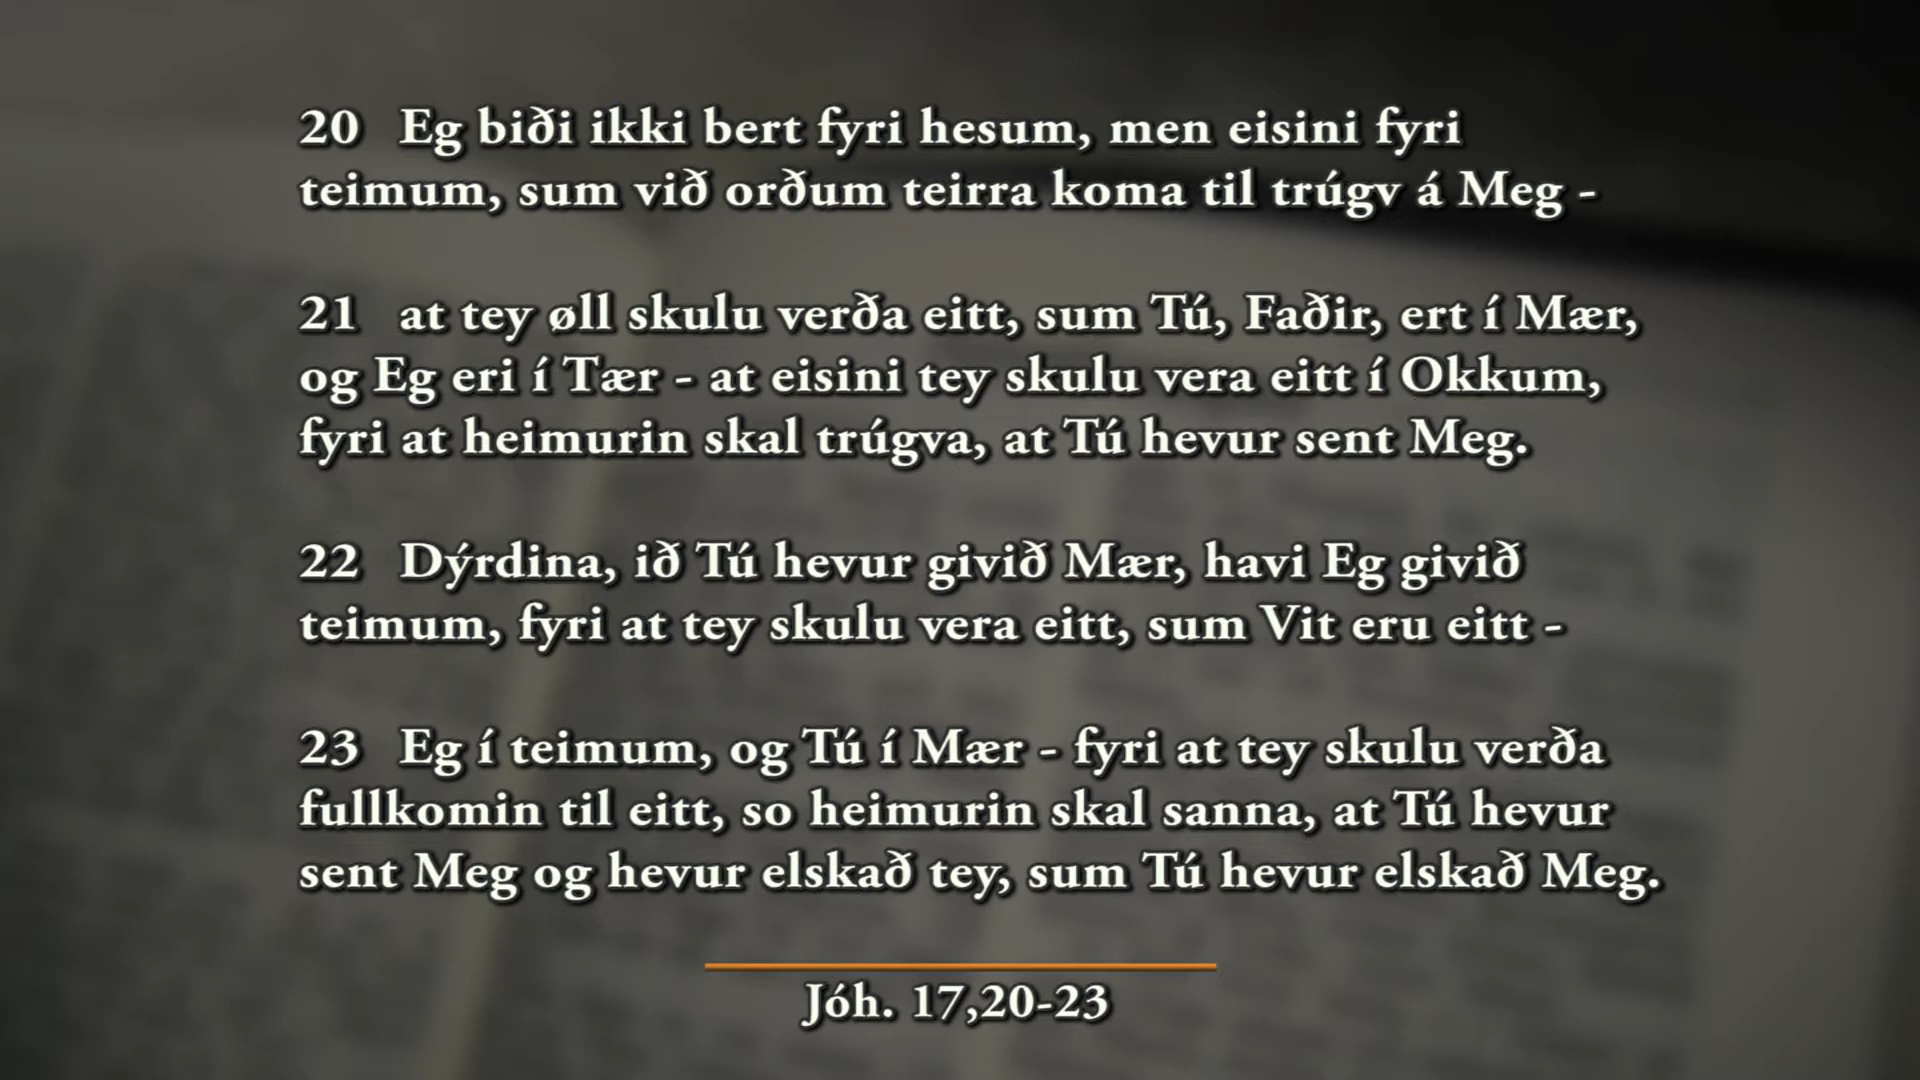 20 Eg biði ikki bert fyri hesum, men eisini fyri
teimum, sum við orðum teirra koma til trúgv á Meg -
21 at tey øll skulu verða eitt, sum Tú, Faðir, ert í Mær,
og Eg eri í Tær - at eisini tey skulu vera eitt í Okkum,
fyri at heimurin skal trúgva, at Tú hevur sent Meg.
22 Dýrdina, ið Tú hevur givið Mær, havi Eg givið
teimum, fyri at tey skulu vera eitt, sum Vit eru eitt -
23 Eg í teimum, og Tú í Mær - fyri at tey skulu verða
fullkomin til eitt, so heimurin skal sanna, at Tú hevur
sent Meg og hevur elskað tey, sum Tú hevur elskað Meg.
Jóh. 17,20-23